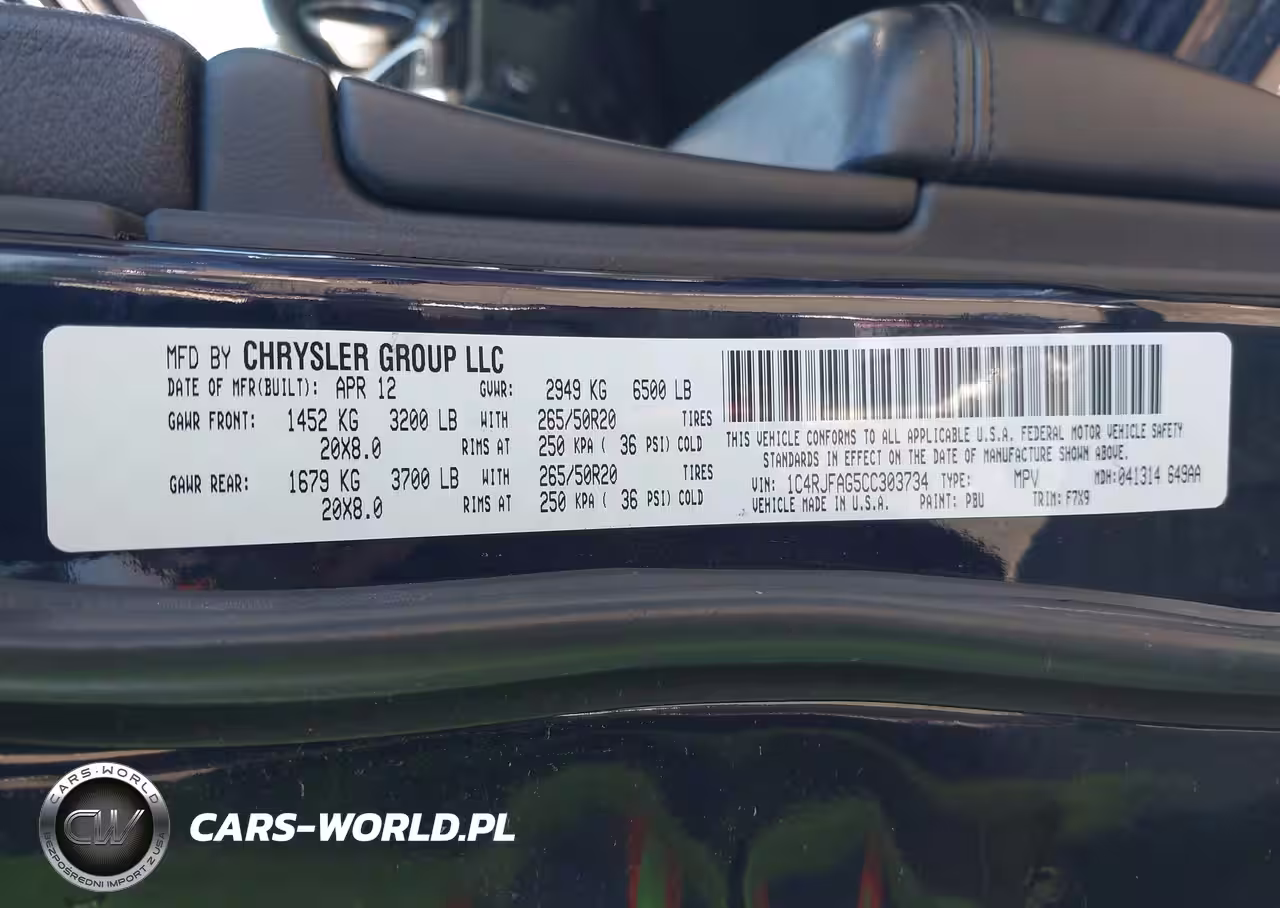 MFD BY CHRYSLER GROUP LLC
DATE OF MFR(BUILT): APR 12 GVWR: 2949 KG 6500 LB
GAWR FRONT: 1452 KG 3200 LB WITH 265/50R20 TIRES
20X8.0 RIMS AT 250 KPA ( 36 PSI) COLD
GAWR REAR: 1679 KG 3700 LB WITH 265/50R20 TIRES
20X8.0 RIMS AT 250 KPA ( 36 PSI) COLD
THIS VEHICLE CONFORMS TO ALL APPLICABLE U.S.A. FEDERAL MOTOR VEHICLE SAFETY
STANDARDS IN EFFECT ON THE DATE OF MANUFACTURE SHOWN ABOVE.
VIN: 1C4RJFAG5CC303734 TYPE: MPV MDH:041314 649AA
VEHICLE MADE IN U.S.A. PAINT: PBU TRIM: F7X9
CARS-WORLD
CW
BEZPOŚREDNI IMPORT Z USA
CARS-WORLD.PL